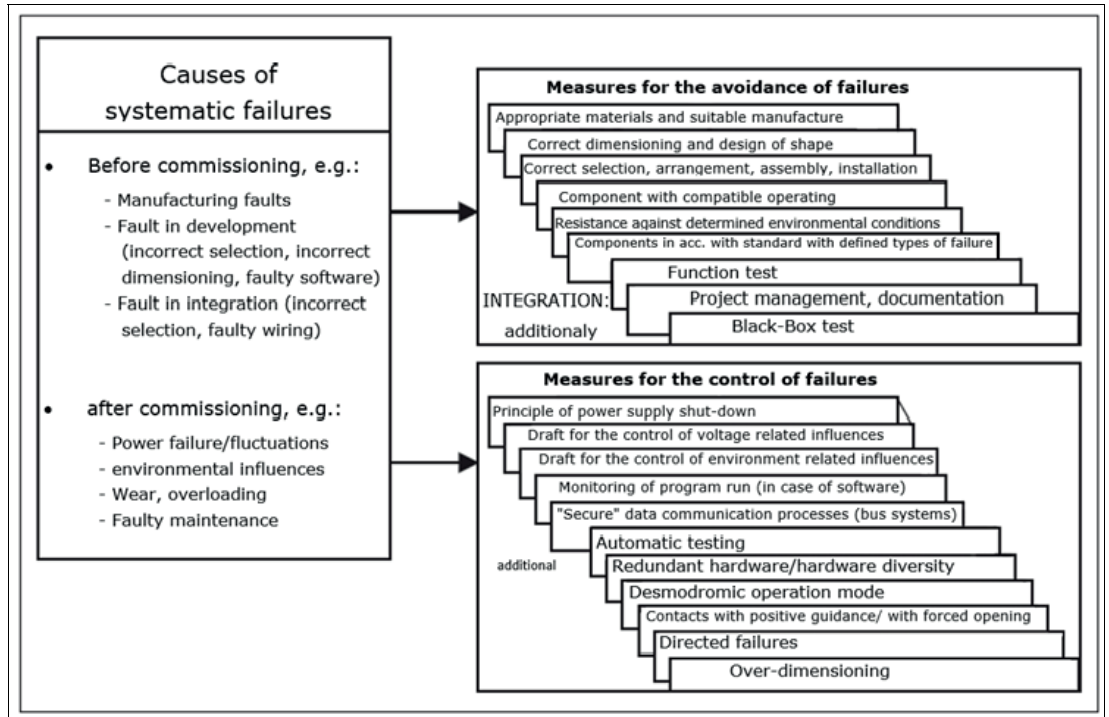 Causes of
systematic failures
• Before commissioning, e.g.:
- Manufacturing faults
- Fault in development
(incorrect selection, incorrect
dimensioning, faulty software)
- Fault in integration (incorrect
selection, faulty wiring)
• after commissioning, e.g.:
- Power failure/fluctuations
- environmental influences
- Wear, overloading
- Faulty maintenance
Measures for the avoidance of failures
Appropriate materials and suitable manufacture
Correct dimensioning and design of shape
Correct selection, arrangement, assembly, installation
Component with compatible operating
Resistance against determined environmental conditions
Components in acc. with standard with defined types of failure
Function test
INTEGRATION:
additionaly
Project management, documentation
Black-Box test
Measures for the control of failures
Principle of power supply shut-down
Draft for the control of voltage related influences
Draft for the control of environment related influences
Monitoring of program run (in case of software)
"Secure" data communication processes (bus systems)
additional
Automatic testing
Redundant hardware/hardware diversity
Desmodromic operation mode
Contacts with positive guidance/ with forced opening
Directed failures
Over-dimensioning